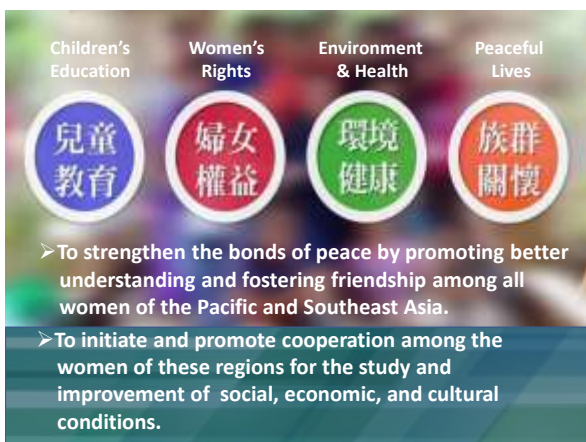 Children's
Education
Women's
Rights
Environment
& Health
Peaceful
Lives
兒童
教育
婦女
權益
環境
健康
族群
關懷
➢To strengthen the bonds of peace by promoting better
understanding and fostering friendship among all
women of the Pacific and Southeast Asia.
➢To initiate and promote cooperation among the
women of these regions for the study and
improvement of social, economic, and cultural
conditions.